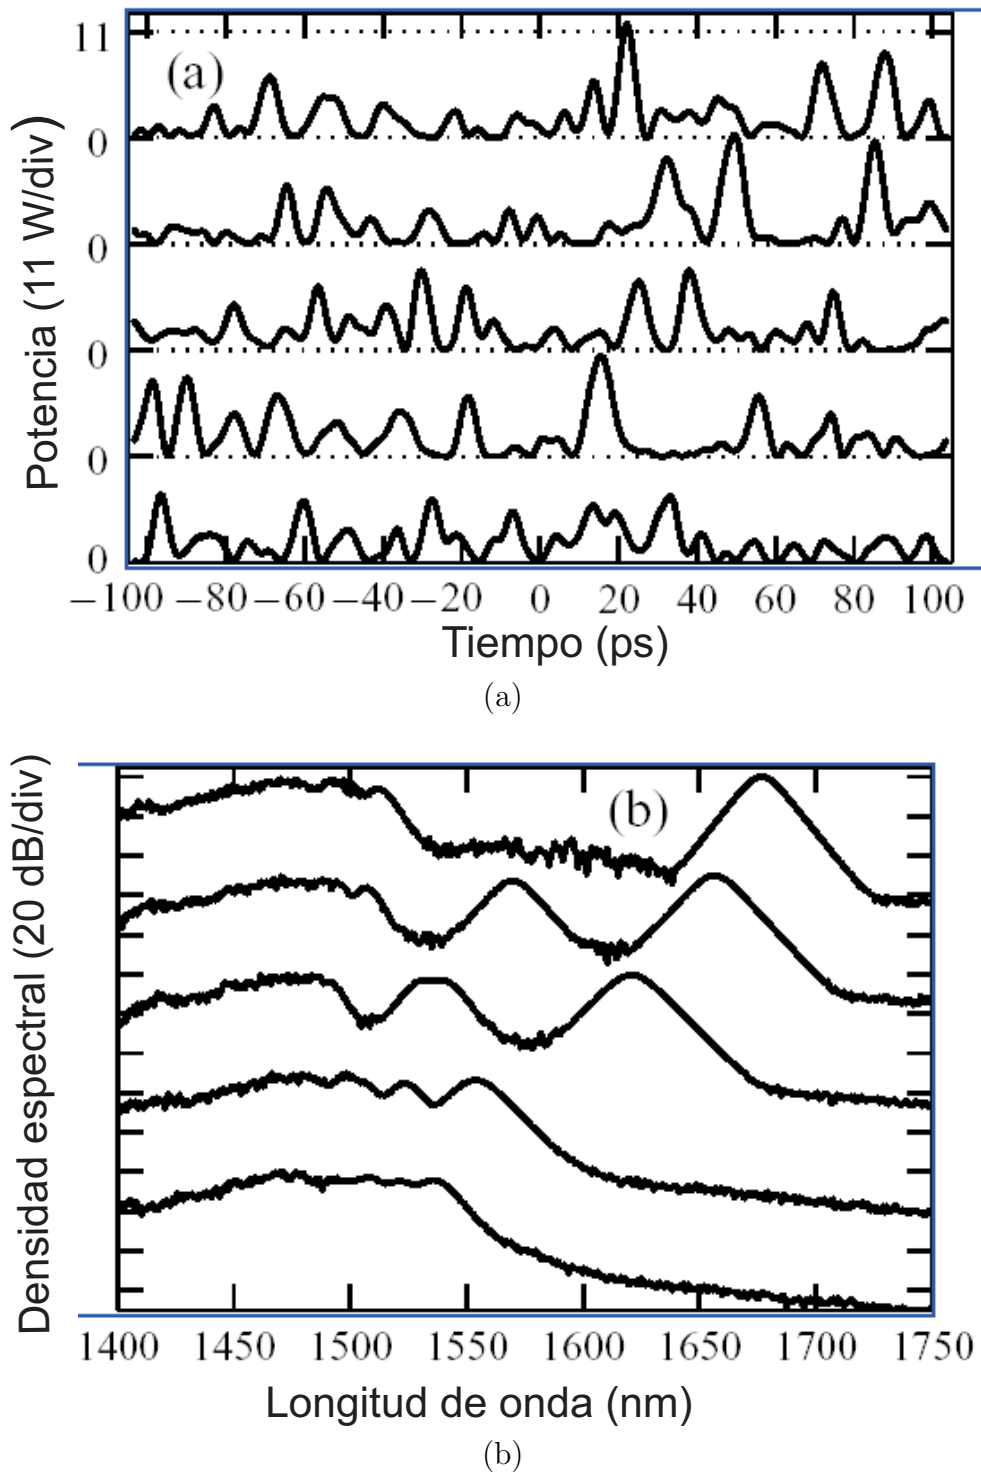 11
(a)
0
0
0
0
0
Potencia (11 W/div)
−100 −80 −60 −40 −20 0 20 40 60 80 100
Tiempo (ps)
(a)
(b)
Densidad espectral (20 dB/div)
1400 1450 1500 1550 1600 1650 1700 1750
Longitud de onda (nm)
(b)